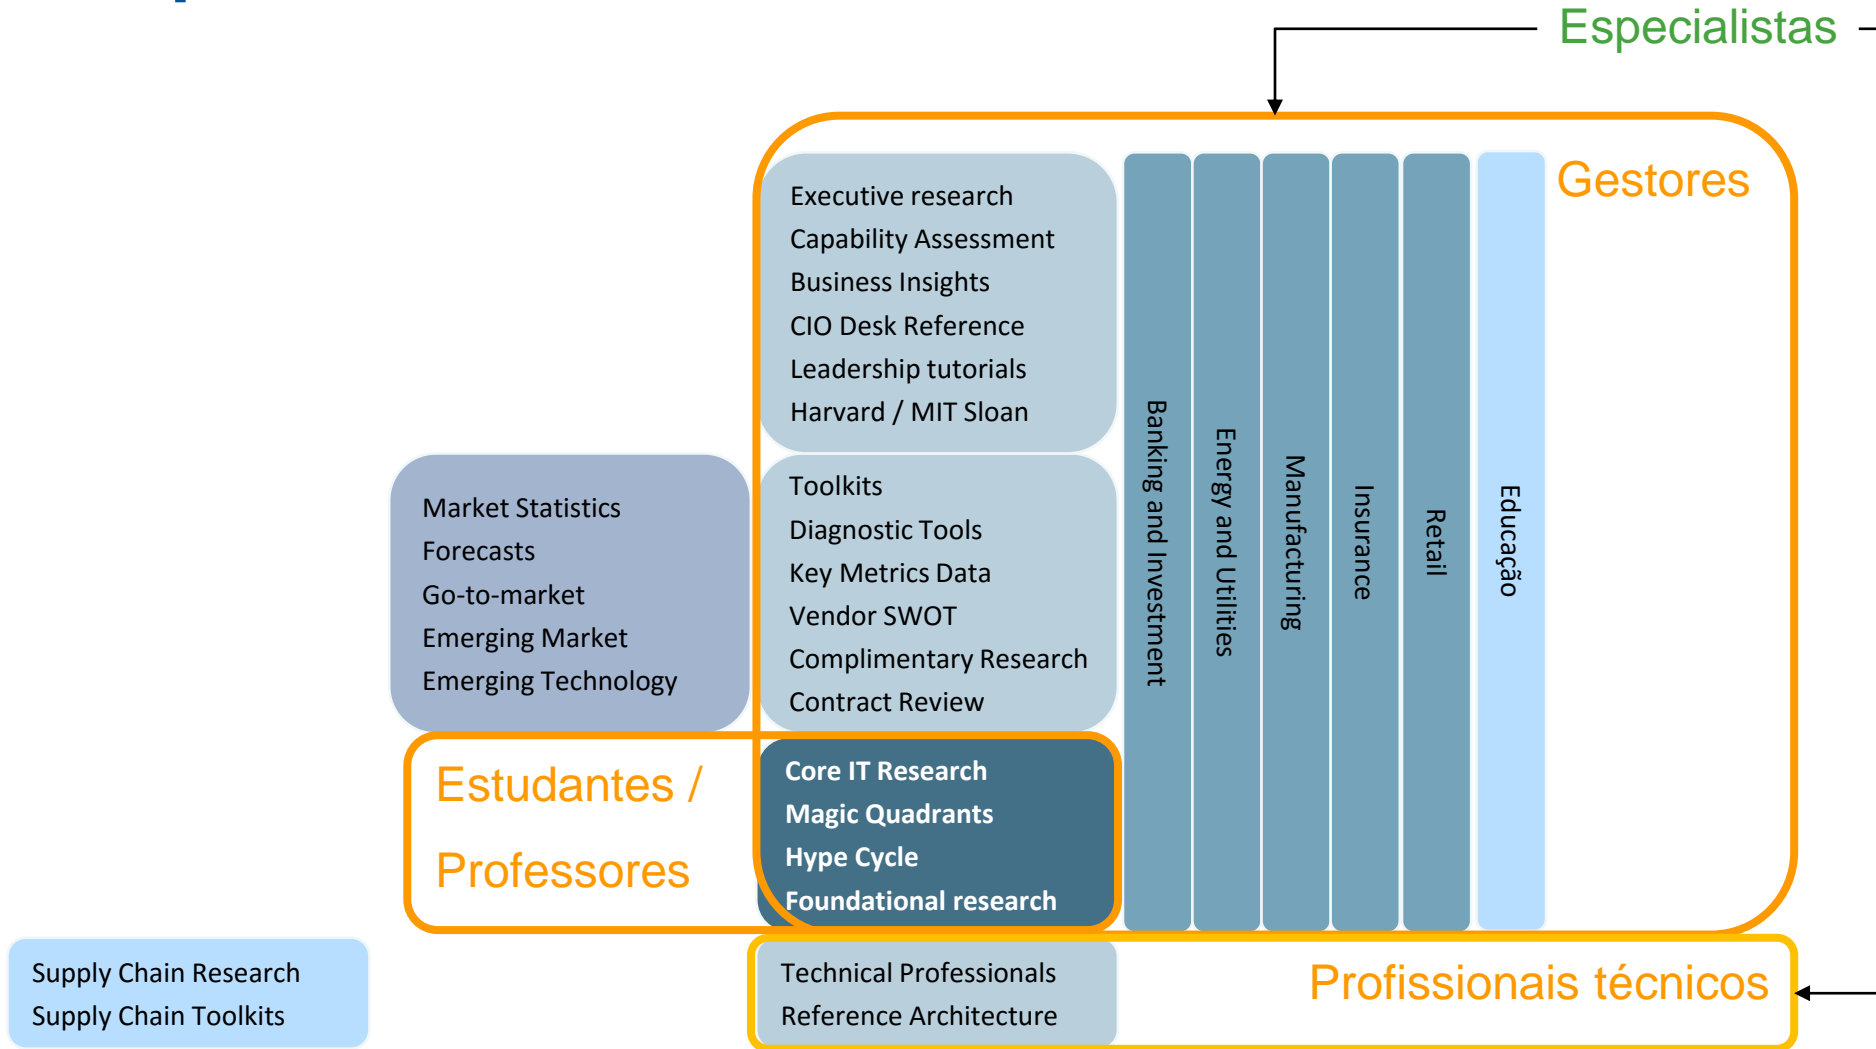 Especialistas
Gestores
Executive research
Capability Assessment
Business Insights
CIO Desk Reference
Leadership tutorials
Harvard / MIT Sloan
Market Statistics
Forecasts
Go-to-market
Emerging Market
Emerging Technology
Toolkits
Diagnostic Tools
Key Metrics Data
Vendor SWOT
Complimentary Research
Contract Review
Banking and Investment
Energy and Utilities
Manufacturing
Insurance
Retail
Educação
Estudantes /
Professores
Core IT Research
Magic Quadrants
Hype Cycle
Foundational research
Supply Chain Research
Supply Chain Toolkits
Technical Professionals
Reference Architecture
Profissionais técnicos